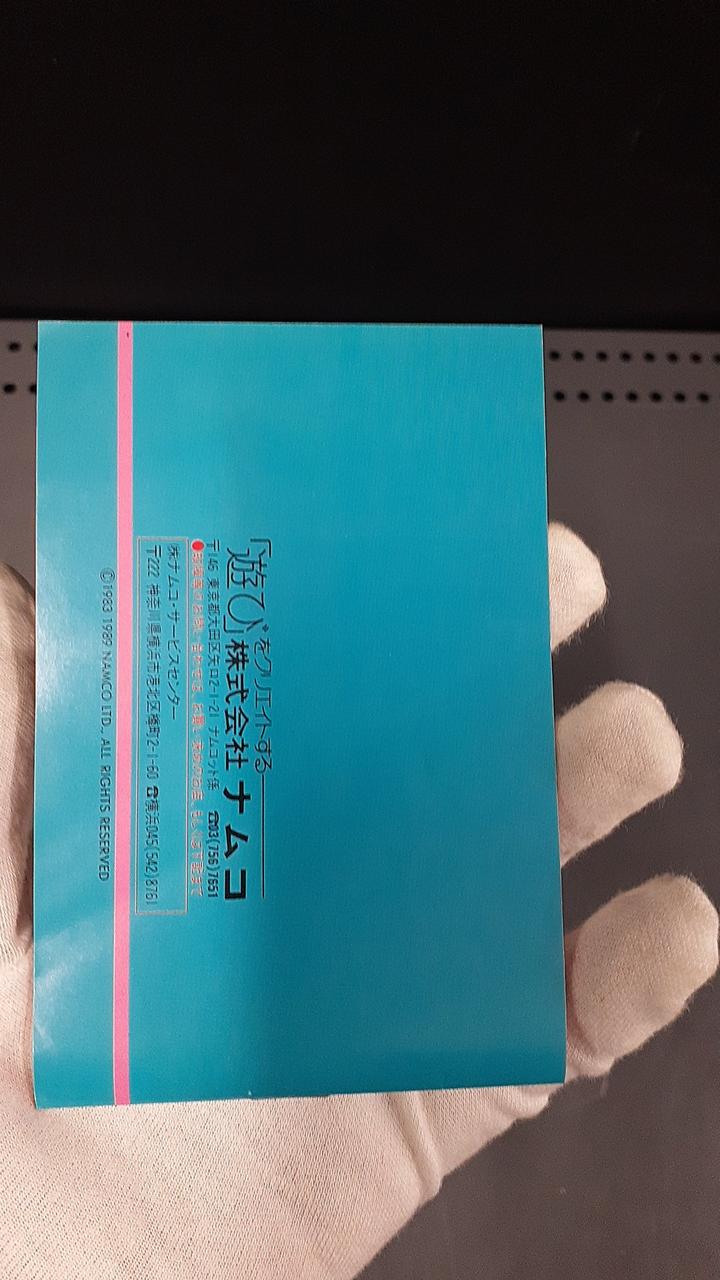 「遊び」をクリエイトする
株式会社ナムコ
〒146 東京都大田区矢口2-1-21 ナムコット係 ☎03(756)7651
(株)ナムコ・サービスセンター
〒222 神奈川県横浜市港北区樽町2-1-60 ☎横浜045(542)8761
©1983 1989 NAMCO LTD., ALL RIGHTS RESERVED